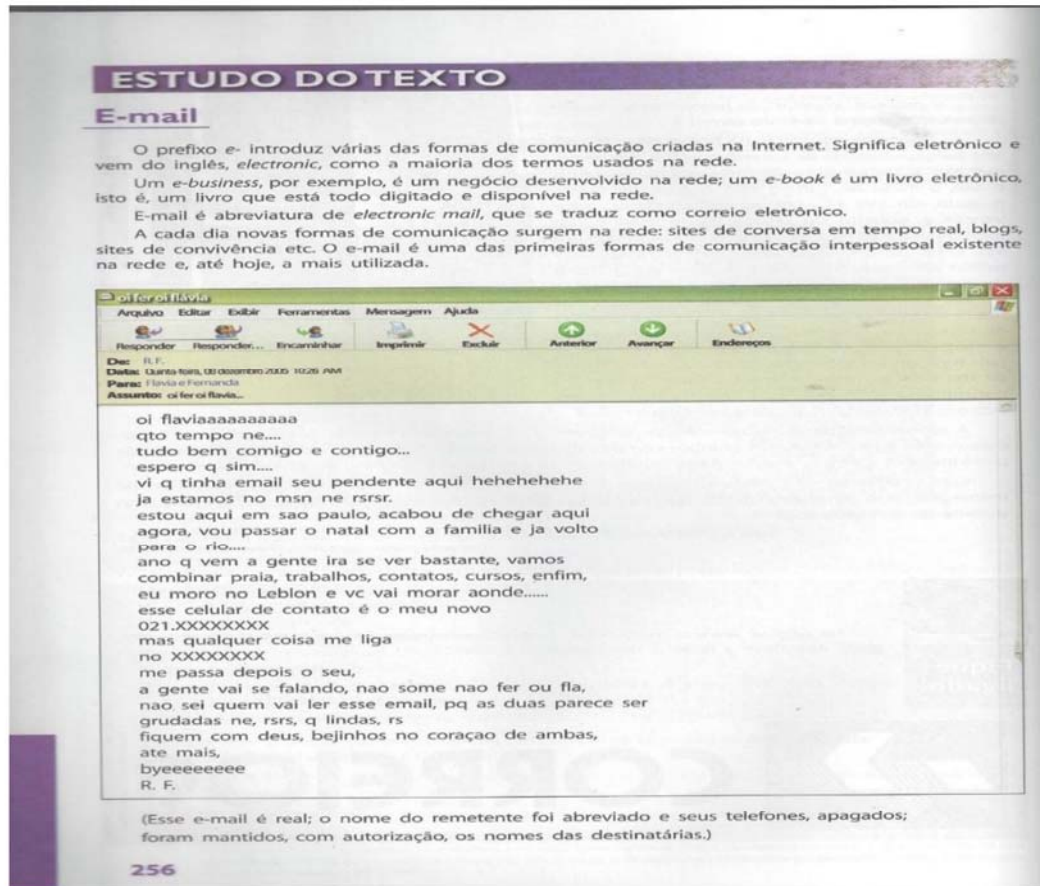 ESTUDO DO TEXTO
E-mail
O prefixo e- introduz várias das formas de comunicação criadas na Internet. Significa eletrônico e
vem do inglês, electronic, como a maioria dos termos usados na rede.
Um e-business, por exemplo, é um negócio desenvolvido na rede; um e-book é um livro eletrônico,
isto é, um livro que está todo digitado e disponível na rede.
E-mail é abreviatura de electronic mail, que se traduz como correio eletrônico.
A cada dia novas formas de comunicação surgem na rede: sites de conversa em tempo real, blogs,
sites de convivência etc. O e-mail é uma das primeiras formas de comunicação interpessoal existente
na rede e, até hoje, a mais utilizada.
oi fer oi flávia
Arquivo Editar Exibir Ferramentas Mensagem Ajuda
Responder Responder... Encaminhar Imprimir Excluir Anterior Avançar Endereços
De: R.F.
Data: Quinta-feira, 08 dezembro 2005 10:26 AM
Para: Flavia e Fernanda
Assunto: oi fer oi flavia...
oi flaviaaaaaaaaaa
qto tempo ne....
tudo bem comigo e contigo...
espero q sim....
vi q tinha email seu pendente aqui hehehehehe
ja estamos no msn ne rsrsr.
estou aqui em sao paulo, acabou de chegar aqui
agora, vou passar o natal com a familia e ja volto
para o rio....
ano q vem a gente ira se ver bastante, vamos
combinar praia, trabalhos, contatos, cursos, enfim,
eu moro no Leblon e vc vai morar aonde......
esse celular de contato é o meu novo
021.XXXXXXXX
mas qualquer coisa me liga
no XXXXXXXX
me passa depois o seu,
a gente vai se falando, nao some nao fer ou fla,
nao sei quem vai ler esse email, pq as duas parece ser
grudadas ne, rsrs, q lindas, rs
fiquem com deus, bejinhos no coraçao de ambas,
ate mais,
byeeeeeeee
R. F.
(Esse e-mail é real; o nome do remetente foi abreviado e seus telefones, apagados;
foram mantidos, com autorização, os nomes das destinatárias.)
256